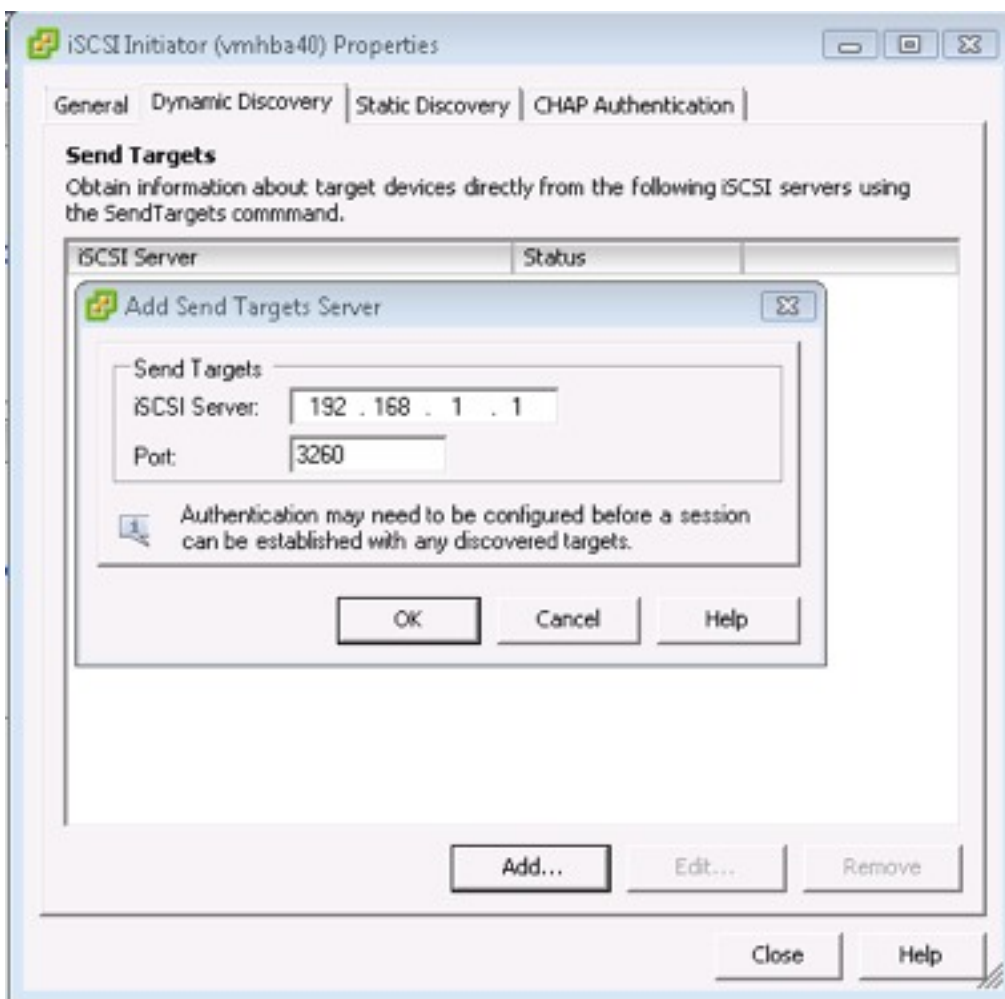 iSCSI Initiator (vmhba40) Properties
General Dynamic Discovery Static Discovery CHAP Authentication
Send Targets
Obtain information about target devices directly from the following iSCSI servers using
the SendTargets commmand.
iSCSI Server Status
Add Send Targets Server
Send Targets
iSCSI Server: 192 . 168 . 1 . 1
Port: 3260
Authentication may need to be configured before a session
can be established with any discovered targets.
OK Cancel Help
Add... Edit... Remove
Close Help